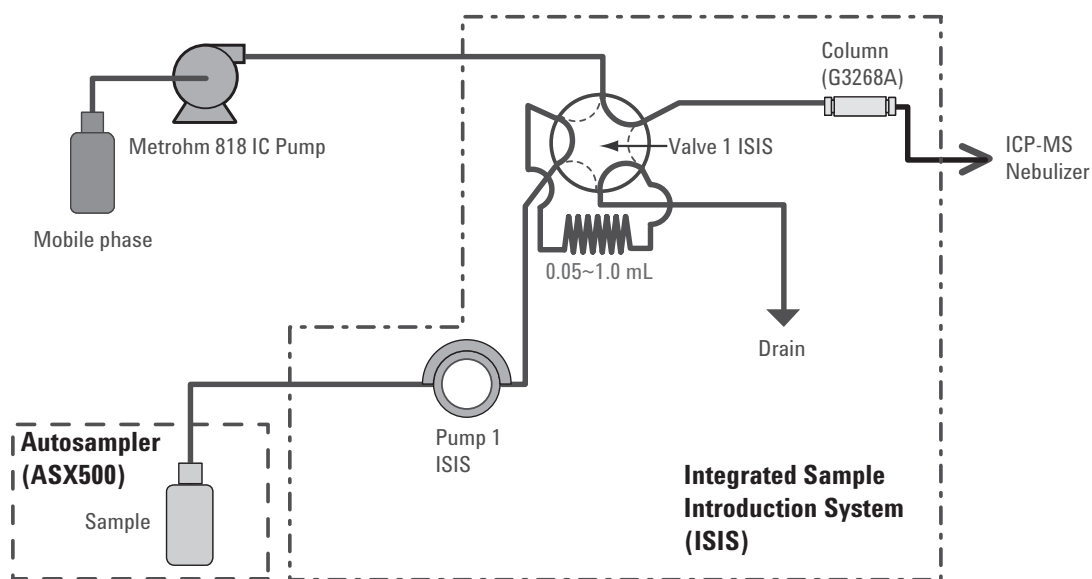 Column
(G3268A)
Metrohm 818 IC Pump
Valve 1 ISIS
ICP-MS
Nebulizer
Mobile phase
0.05~1.0 mL
Drain
Autosampler
(ASX500)
Pump 1
ISIS
Sample
Integrated Sample
Introduction System
(ISIS)